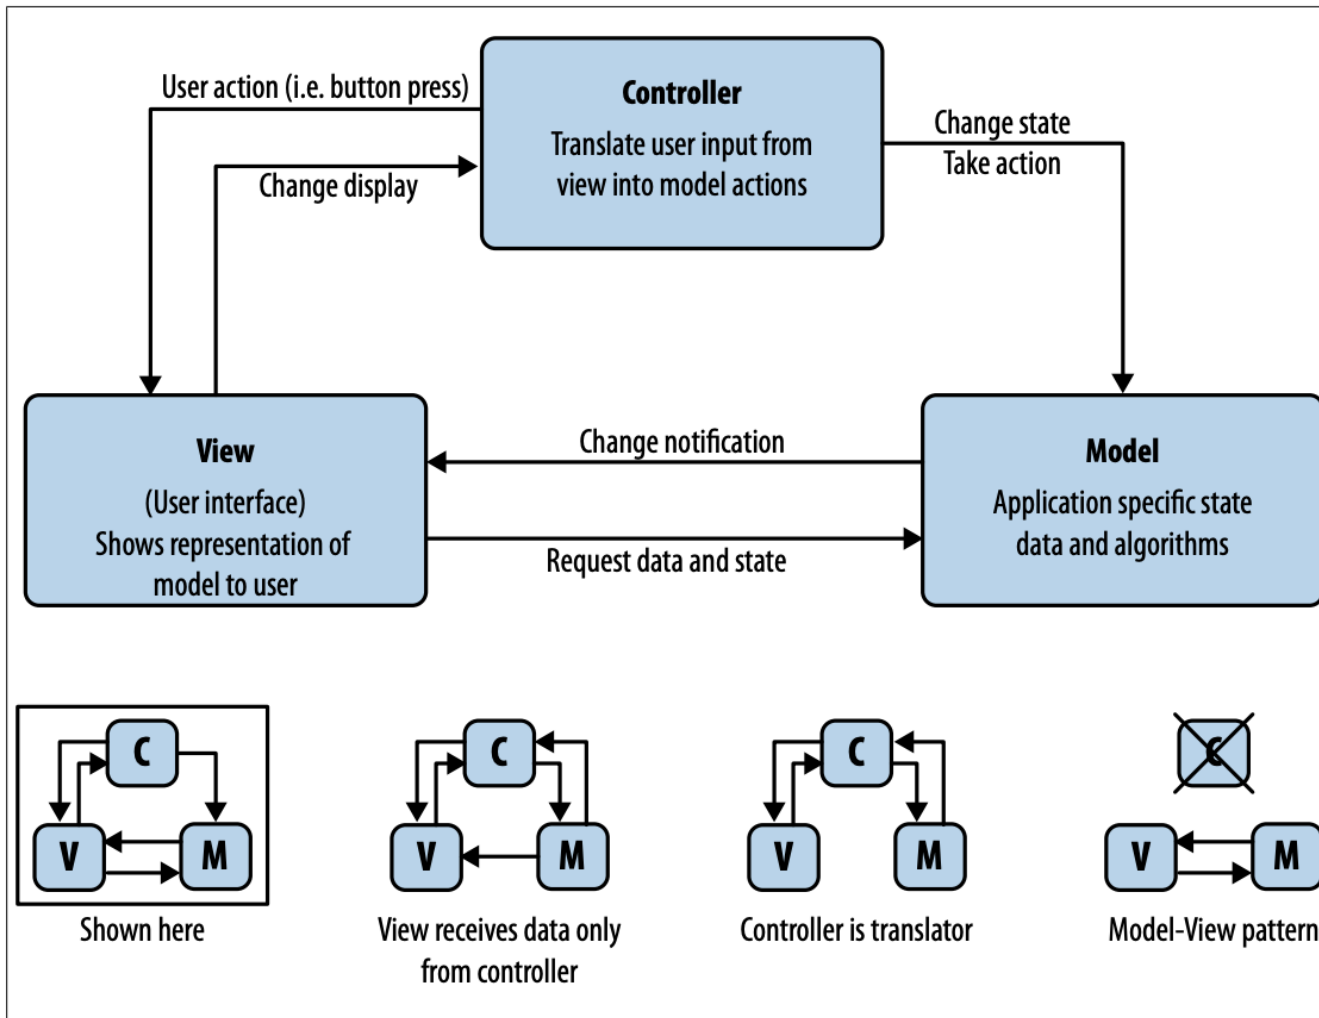 User action (i.e. button press)
Controller
Translate user input from
view into model actions
Change state
Take action
Change display
View
(User interface)
Shows representation of
model to user
Change notification
Request data and state
Model
Application specific state
data and algorithms
C
V
M
Shown here
C
V
M
View receives data only
from controller
C
V
M
Controller is translator
C
V
M
Model-View pattern